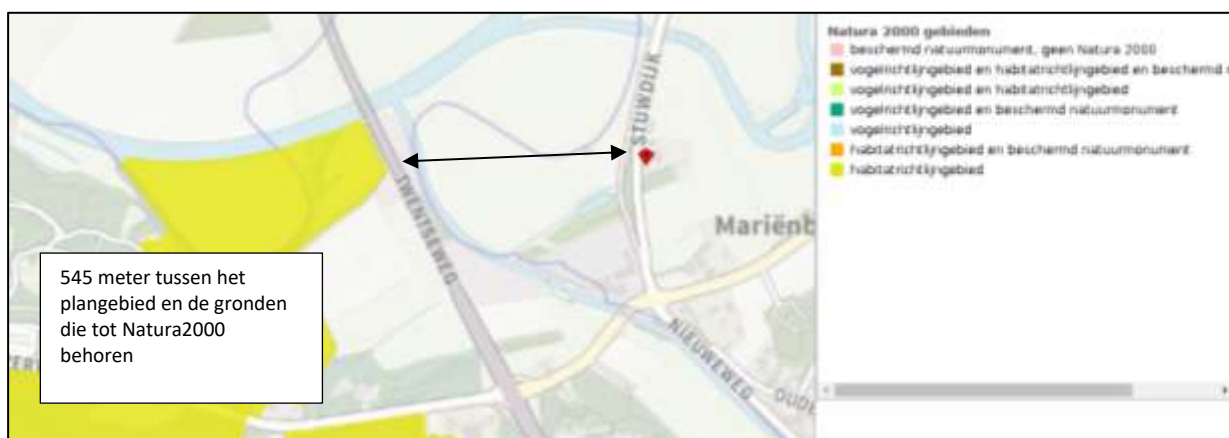 Natura 2000 gebieden
beschermd natuurmonument, geen Natura 2000
vogelrichtlijngebied en habitatrichtlijngebied en beschermd n
vogelrichtlijngebied en habitatrichtlijngebied
vogelrichtlijngebied en beschermd natuurmonument
vogelrichtlijngebied
habitatrichtlijngebied en beschermd natuurmonument
habitatrichtlijngebied
STUWDIJK
TWENTSEWEG
Mariënb
545 meter tussen het
plangebied en de gronden
die tot Natura2000
behoren
NIEUWEWEG
OUDE